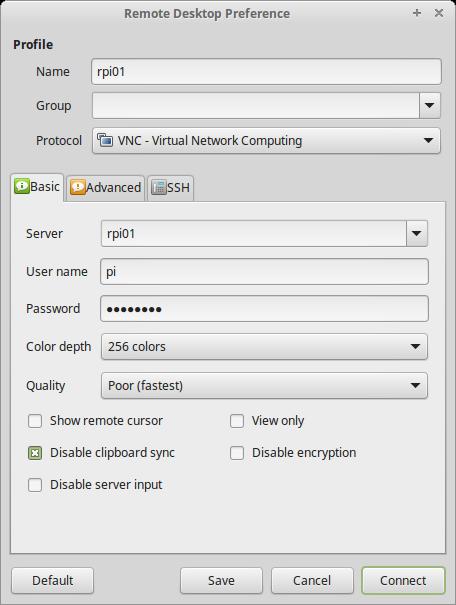 Remote Desktop Preference
Profile
Name rpi01
Group
Protocol VNC - Virtual Network Computing
Basic Advanced SSH
Server rpi01
User name pi
Password ●●●●●●●●
Color depth 256 colors
Quality Poor (fastest)
Show remote cursor View only
Disable clipboard sync Disable encryption
Disable server input
Default Save Cancel Connect